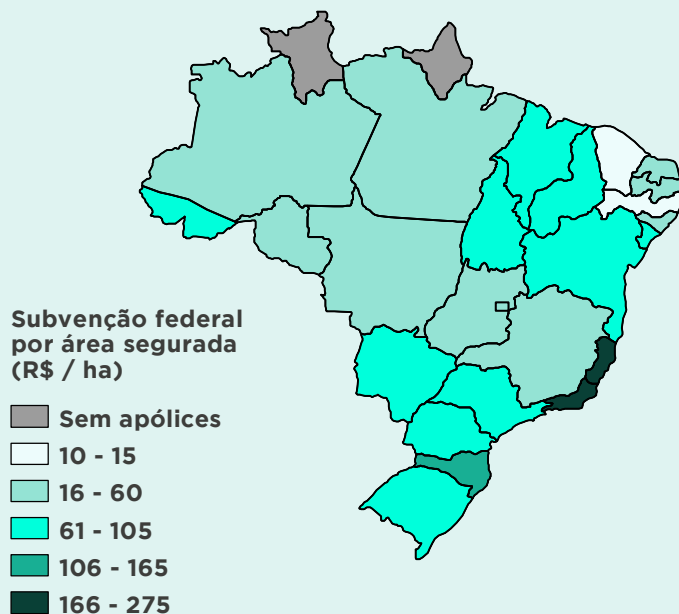 Subvenção federal
por área segurada
(R$ / ha)
Sem apólices
10 - 15
16 - 60
61 - 105
106 - 165
166 - 275